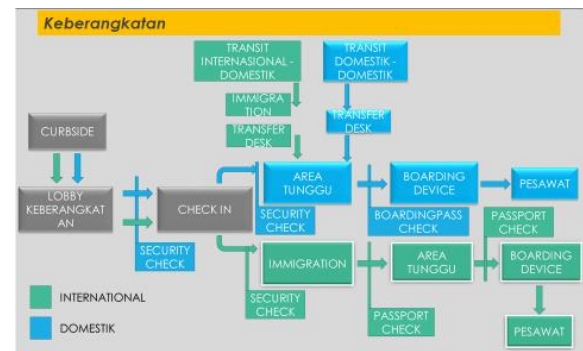 Keberangkatan
TRANSIT
INTERNASIONAL -
DOMESTIK
TRANSIT
DOMESTIK -
DOMESTIK
IMMIGRA
TION
TRANSFER
DESK
TRANSFER
DESK
CURBSIDE
LOBBY
KEBERANGKAT
AN
SECURITY
CHECK
CHECK IN
SECURITY
CHECK
AREA
TUNGGU
BOARDINGPASS
CHECK
BOARDING
DEVICE
PESAWAT
SECURITY
CHECK
IMMIGRATION
PASSPORT
CHECK
AREA
TUNGGU
PASSPORT
CHECK
BOARDING
DEVICE
PESAWAT
INTERNATIONAL
DOMESTIK